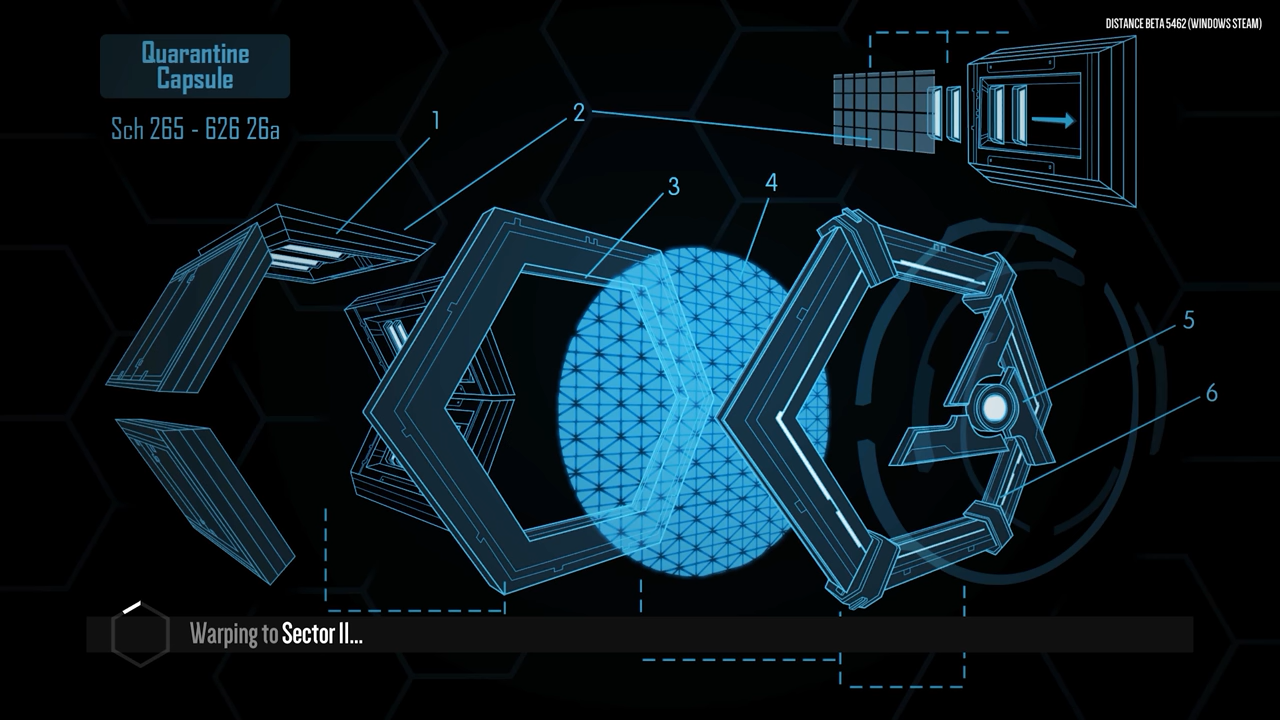 DISTANCE BETA 5462 (WINDOWS STEAM)
Quarantine
Capsule
Sch 265 - 626 26a
1
2
3
4
5
6
Warping to Sector II...